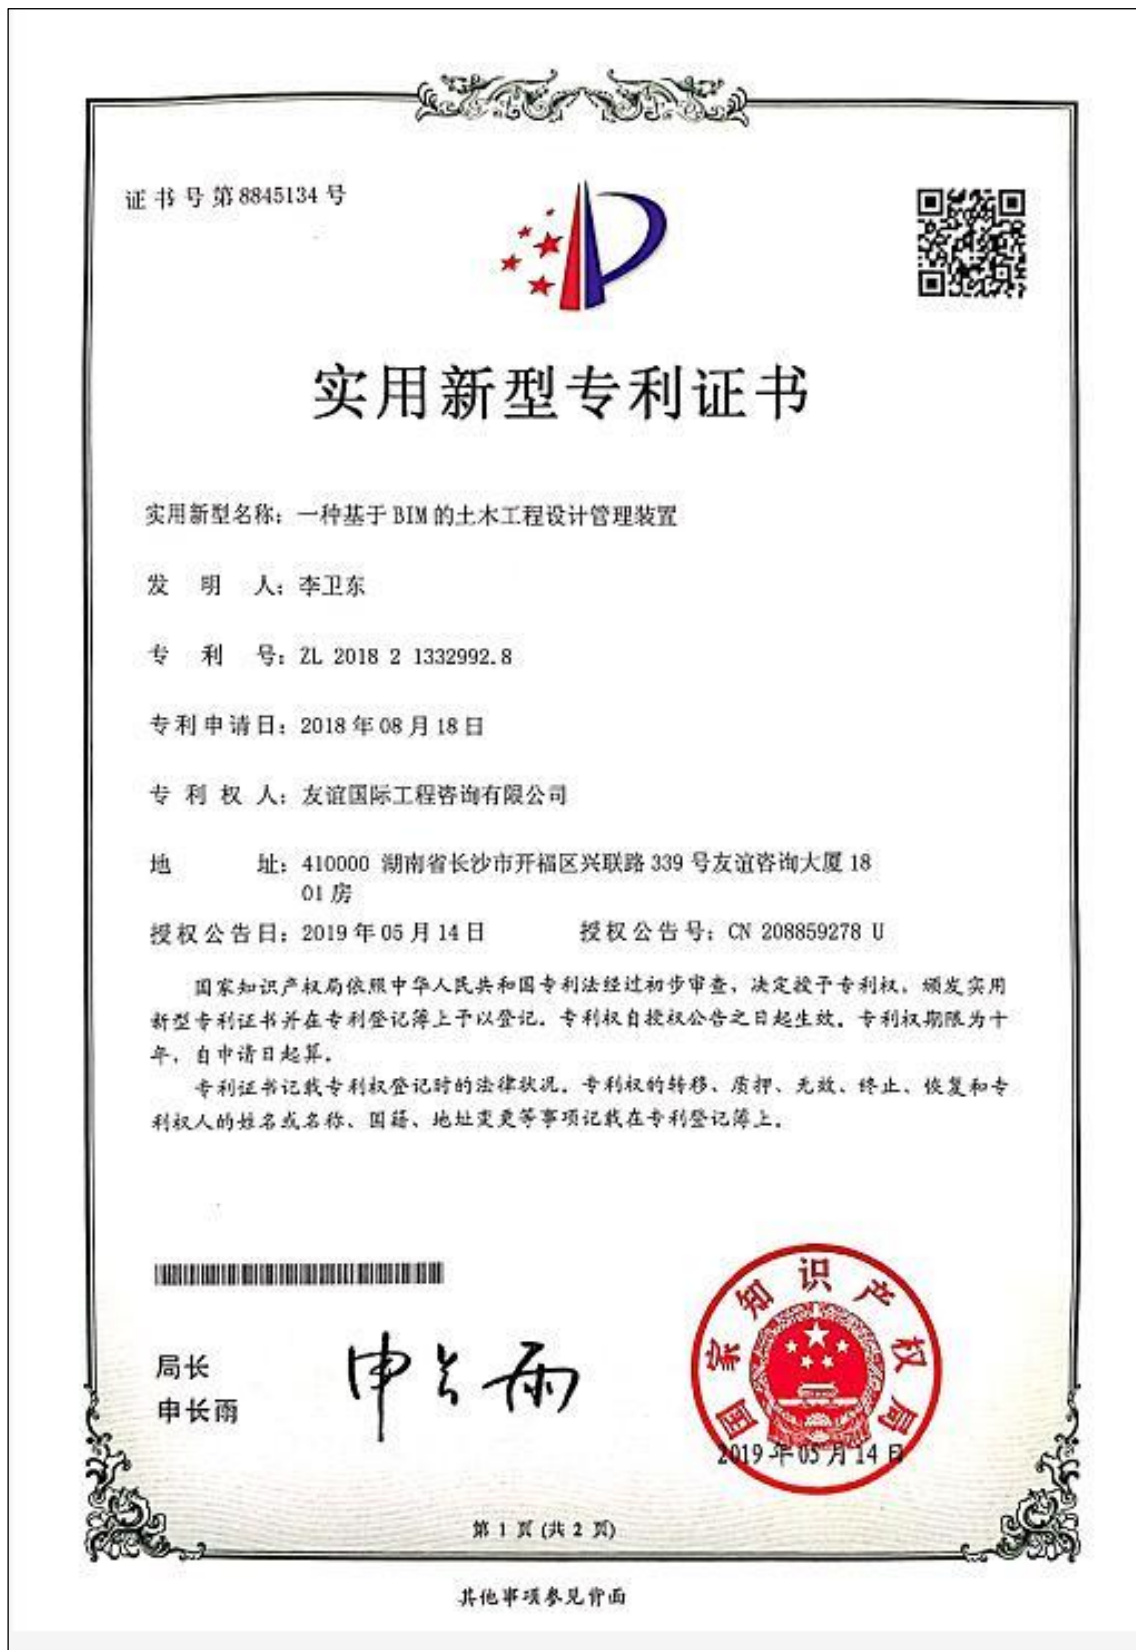 证书号第8845134号
实用新型专利证书
实用新型名称：一种基于BIM的土木工程设计管理装置
发明人：李卫东
专利号：ZL 2018 2 1332992.8
专利申请日：2018年08月18日
专利权人：友谊国际工程咨询有限公司
地址：410000 湖南省长沙市开福区兴联路339号友谊咨询大厦18
01房
授权公告日：2019年05月14日 授权公告号：CN 208859278 U
国家知识产权局依照中华人民共和国专利法经过初步审查，决定授予专利权，颁发实用
新型专利证书并在专利登记簿上予以登记。专利权自授权公告之日起生效。专利权期限为十
年，自申请日起算。
专利证书记载专利权登记时的法律状况。专利权的转移、质押、无效、终止、恢复和专
利权人的姓名或名称、国籍、地址变更等事项记载在专利登记簿上。
局长
申长雨
申长雨
国家知识产权局
2019年05月14日
第1页(共2页)
其他事项参见背面